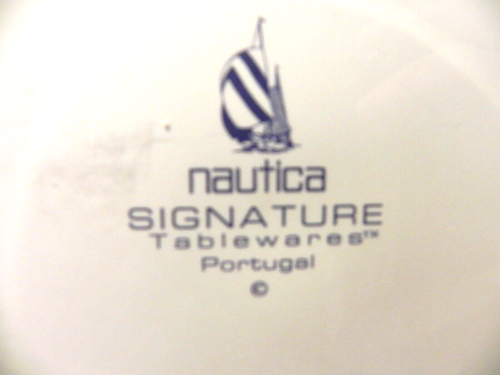 nautica
SIGNATURE
Tablewares™
Portugal
©